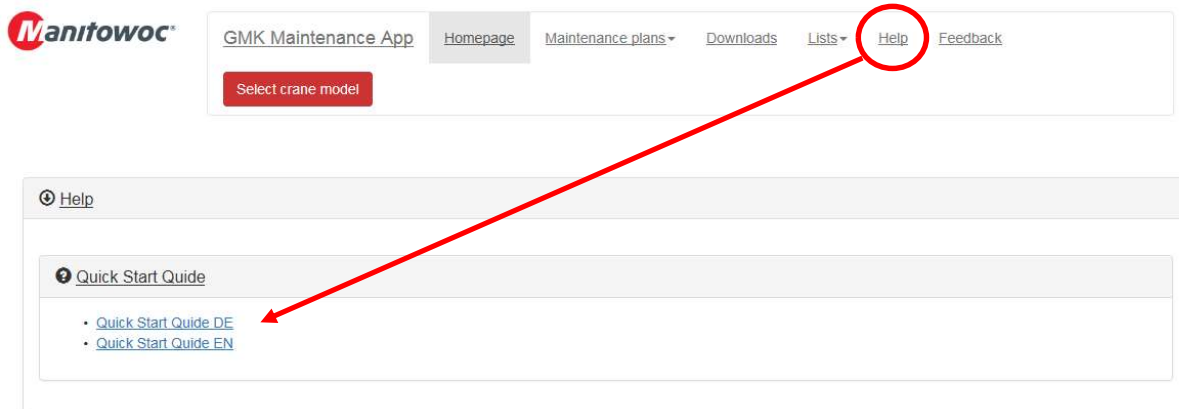 Manitowoc®
GMK Maintenance App Homepage Maintenance plans Downloads Lists Help Feedback
Select crane model
Help
Quick Start Quide
• Quick Start Quide DE
• Quick Start Quide EN